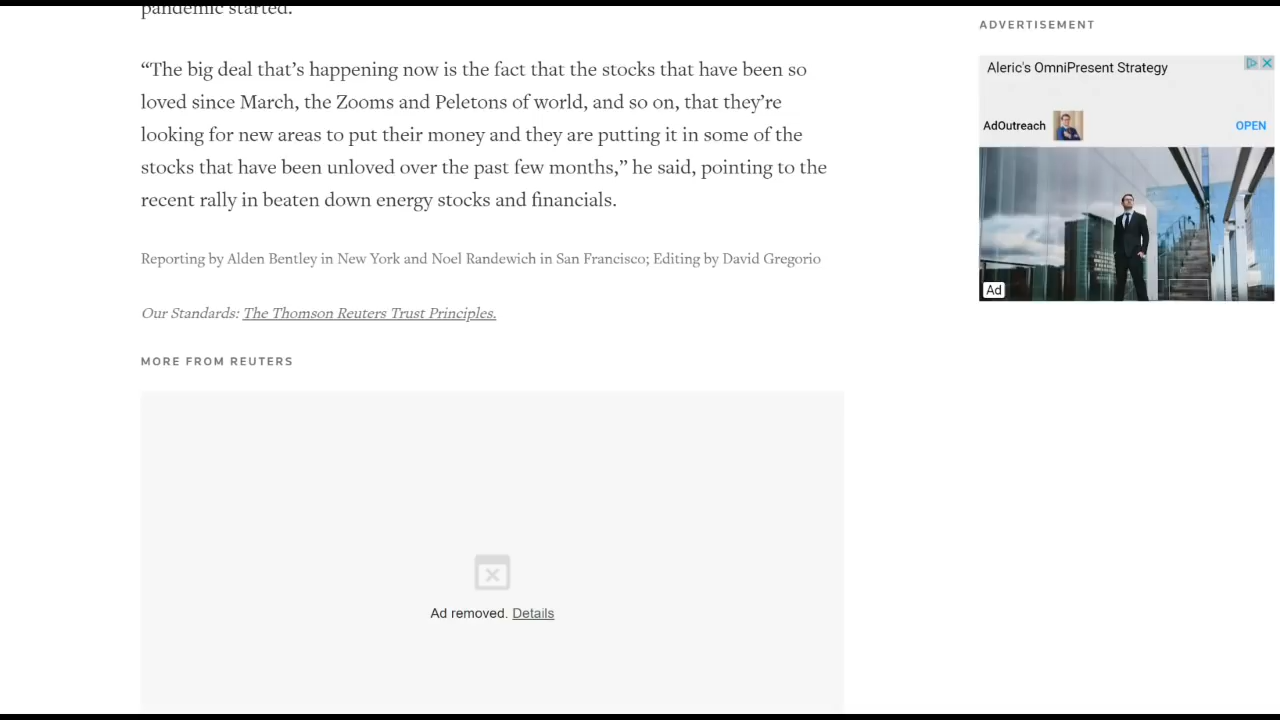 pandemic started.
“The big deal that’s happening now is the fact that the stocks that have been so
loved since March, the Zooms and Peletons of world, and so on, that they’re
looking for new areas to put their money and they are putting it in some of the
stocks that have been unloved over the past few months,” he said, pointing to the
recent rally in beaten down energy stocks and financials.
Reporting by Alden Bentley in New York and Noel Randewich in San Francisco; Editing by David Gregorio
Our Standards: The Thomson Reuters Trust Principles.
MORE FROM REUTERS
Ad removed. Details
ADVERTISEMENT
Aleric's OmniPresent Strategy
AdOutreach
OPEN
Ad